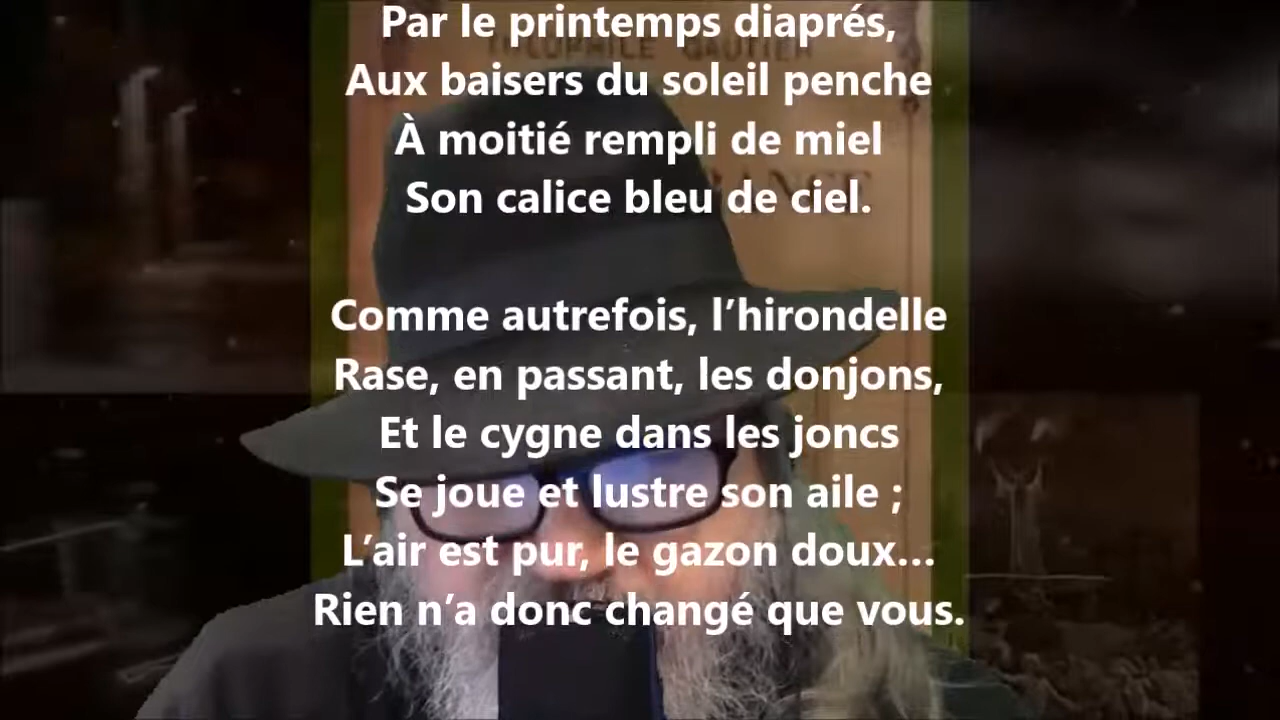 THÉOPHILE GAUTIER
Par le printemps diaprés,
Aux baisers du soleil penche
À moitié rempli de miel
Son calice bleu de ciel.
Comme autrefois, l’hirondelle
Rase, en passant, les donjons,
Et le cygne dans les joncs
Se joue et lustre son aile ;
L’air est pur, le gazon doux...
Rien n’a donc changé que vous.